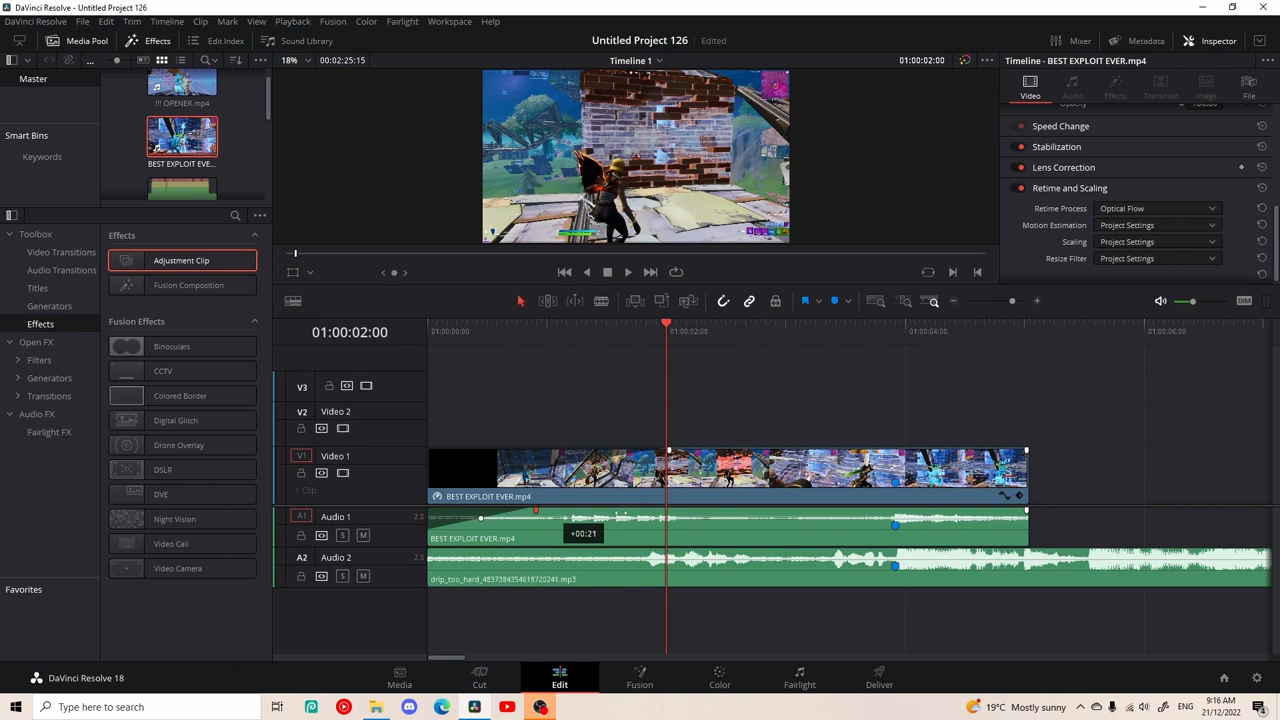 DaVinci Resolve - Untitled Project 126
DaVinci Resolve File Edit Trim Timeline Clip Mark View Playback Fusion Color Fairlight Workspace Help
Media Pool Effects Edit Index Sound Library Untitled Project 126 Edited Mixer Metadata Inspector
... 18% 00:02:25:15 Timeline 1 01:00:02:00 Timeline - BEST EXPLOIT EVER.mp4
Master
Smart Bins
Keywords
!!! OPENER.mp4
BEST EXPLOIT EVE...
Video Audio Effects Transition Image File
Speed Change
Stabilization
Lens Correction
Retime and Scaling
Retime Process Optical Flow
Motion Estimation Project Settings
Scaling Project Settings
Resize Filter Project Settings
Toolbox
Video Transitions
Audio Transitions
Titles
Generators
Effects
Open FX
Filters
Generators
Transitions
Audio FX
Fairlight FX
Favorites
Effects
Adjustment Clip
Fusion Composition
Fusion Effects
Binoculars
CCTV
Colored Border
Digital Glitch
Drone Overlay
DSLR
DVE
Night Vision
Video Call
Video Camera
DIM
01:00:02:00
01:00:00:00 01:00:02:00 01:00:04:00 01:00:06:00
V3
V2 Video 2
V1 Video 1
1 Clip
BEST EXPLOIT EVER.mp4
A1 Audio 1 2.0
S M
+00:21
BEST EXPLOIT EVER.mp4
A2 Audio 2 2.0
S M
drip_too_hard_4837384354618720241.mp3
DaVinci Resolve 18
Media Cut Edit Fusion Color Fairlight Deliver
Type here to search
19°C Mostly sunny
ENG
9:16 AM
21/12/2022
4